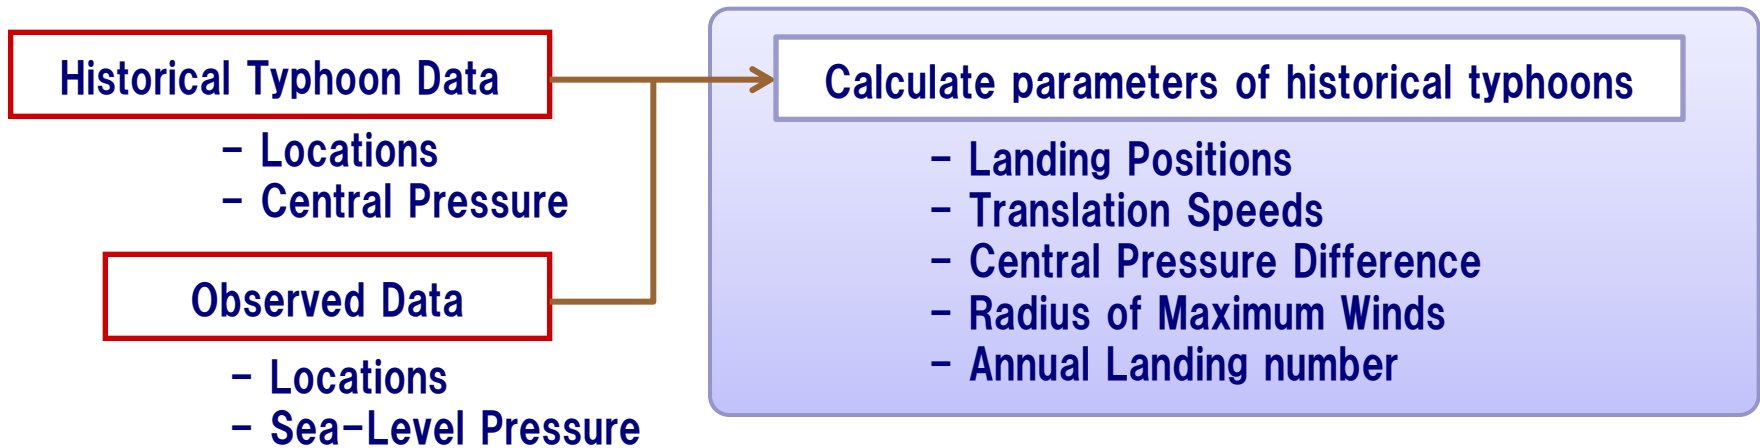 Historical Typhoon Data
- Locations
- Central Pressure
Observed Data
- Locations
- Sea-Level Pressure
Calculate parameters of historical typhoons
- Landing Positions
- Translation Speeds
- Central Pressure Difference
- Radius of Maximum Winds
- Annual Landing number